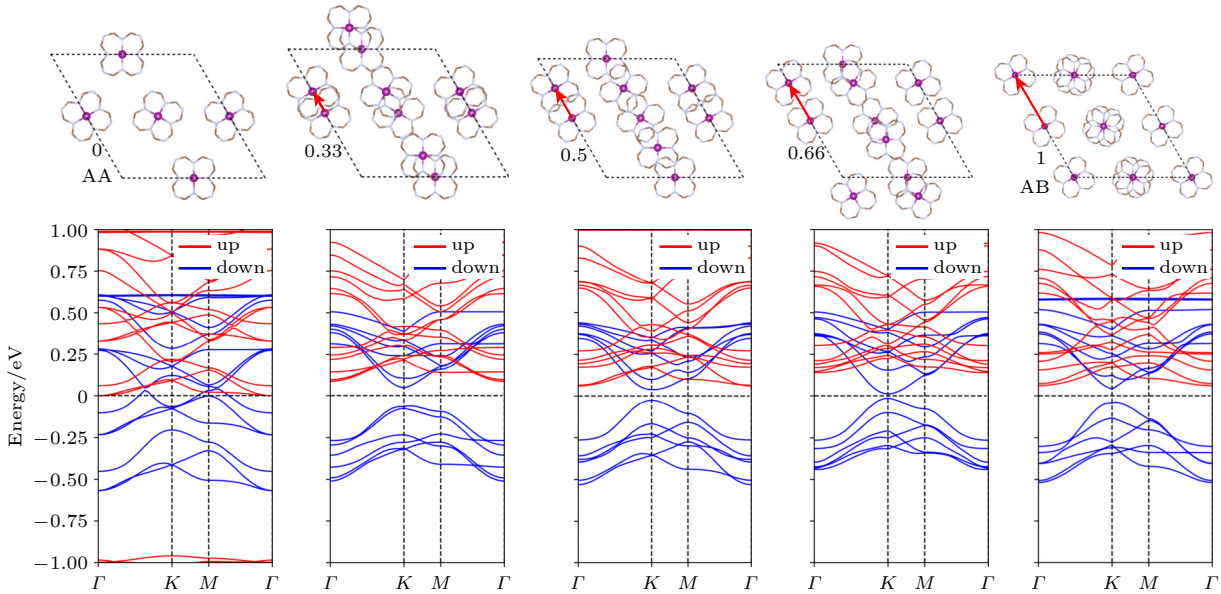 0
AA
0.33
0.5
0.66
1
AB
Energy/eV
1.00
0.75
0.50
0.25
0
−0.25
−0.50
−0.75
−1.00
up
down
up
down
up
down
up
down
up
down
Γ K M Γ
Γ K M Γ
Γ K M Γ
Γ K M Γ
Γ K M Γ